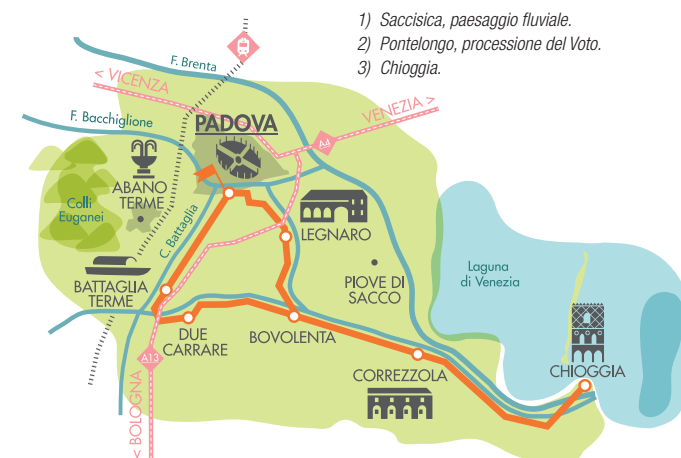 1) Saccisica, paesaggio fluviale.
2) Pontelongo, processione del Voto.
3) Chioggia.
F. Brenta
< VICENZA
VENEZIA >
F. Bacchiglione
PADOVA
A4
ABANO
TERME
Colli
Euganei
C. Battaglia
LEGNARO
BATTAGLIA
TERME
PIOVE DI
SACCO
Laguna
di Venezia
DUE
CARRARE
BOVOLENTA
A13
CORREZZOLA
CHIOGGIA
< BOLOGNA